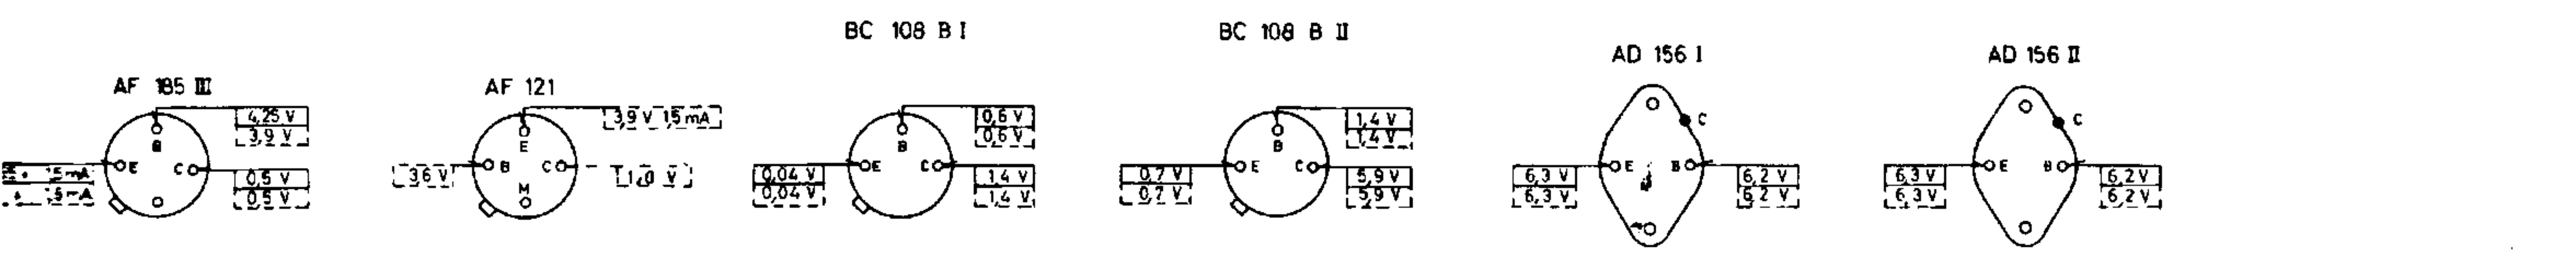 BC 108 B I
BC 108 B II
AD 156 I
AD 156 II
AF 185 III
AF 121
4,25 V
3,9 V
B
E
C
1,5 mA
1,5 mA
0,5 V
0,5 V
3,9 V 1,5 mA
E
B
C
M
3,6 V
1,0 V
0,6 V
0,6 V
B
E
C
0,04 V
0,04 V
1,4 V
1,4 V
1,4 V
1,4 V
B
E
C
0,7 V
0,7 V
5,9 V
5,9 V
C
E
B
6,3 V
6,3 V
6,2 V
6,2 V
C
E
B
6,3 V
6,3 V
6,2 V
6,2 V